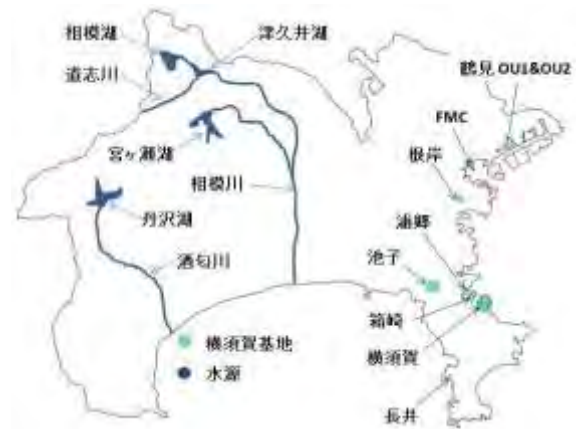 相模湖
津久井湖
道志川
鶴見 OU1&OU2
FMC
宮ヶ瀬湖
根岸
相模川
丹沢湖
浦郷
池子
酒匂川
箱崎
横須賀基地
横須賀
水源
長井